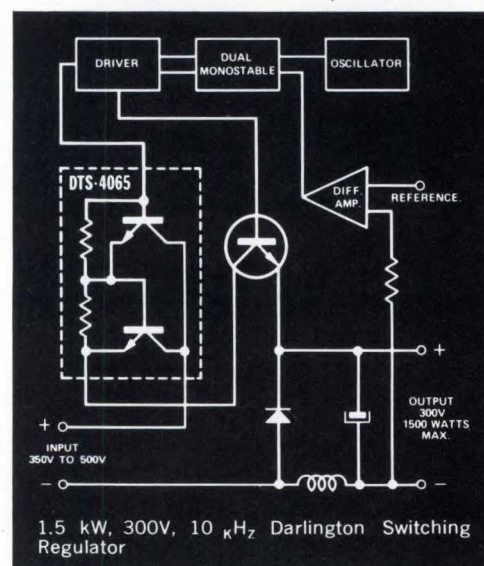 DRIVER
DUAL
MONOSTABLE
OSCILLATOR
DTS-4065
DIFF.
AMP.
REFERENCE.
+
INPUT
350V TO 500V
−
+
OUTPUT
300V
1500 WATTS
MAX.
−
1.5 kW, 300V, 10 KHZ Darlington Switching
Regulator